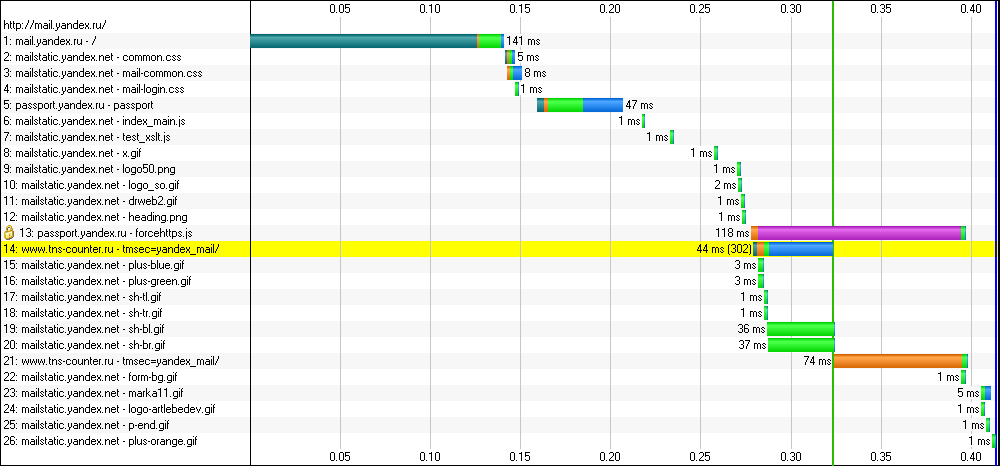 0.05 0.10 0.15 0.20 0.25 0.30 0.35 0.40
http://mail.yandex.ru/
1: mail.yandex.ru - / 141 ms
2: mailstatic.yandex.net - common.css 5 ms
3: mailstatic.yandex.net - mail-common.css 8 ms
4: mailstatic.yandex.net - mail-login.css 1 ms
5: passport.yandex.ru - passport 47 ms
6: mailstatic.yandex.net - index_main.js 1 ms
7: mailstatic.yandex.net - test_xslt.js 1 ms
8: mailstatic.yandex.net - x.gif 1 ms
9: mailstatic.yandex.net - logo50.png 1 ms
10: mailstatic.yandex.net - logo_so.gif 2 ms
11: mailstatic.yandex.net - drweb2.gif 1 ms
12: mailstatic.yandex.net - heading.png 1 ms
13: passport.yandex.ru - forcehttps.js 118 ms
14: www.tns-counter.ru - tmsec=yandex_mail/ 44 ms (302)
15: mailstatic.yandex.net - plus-blue.gif 3 ms
16: mailstatic.yandex.net - plus-green.gif 3 ms
17: mailstatic.yandex.net - sh-tl.gif 1 ms
18: mailstatic.yandex.net - sh-tr.gif 1 ms
19: mailstatic.yandex.net - sh-bl.gif 36 ms
20: mailstatic.yandex.net - sh-br.gif 37 ms
21: www.tns-counter.ru - tmsec=yandex_mail/ 74 ms
22: mailstatic.yandex.net - form-bg.gif 1 ms
23: mailstatic.yandex.net - marka11.gif 5 ms
24: mailstatic.yandex.net - logo-artlebedev.gif 1 ms
25: mailstatic.yandex.net - p-end.gif 1 ms
26: mailstatic.yandex.net - plus-orange.gif 1 ms
0.05 0.10 0.15 0.20 0.25 0.30 0.35 0.40